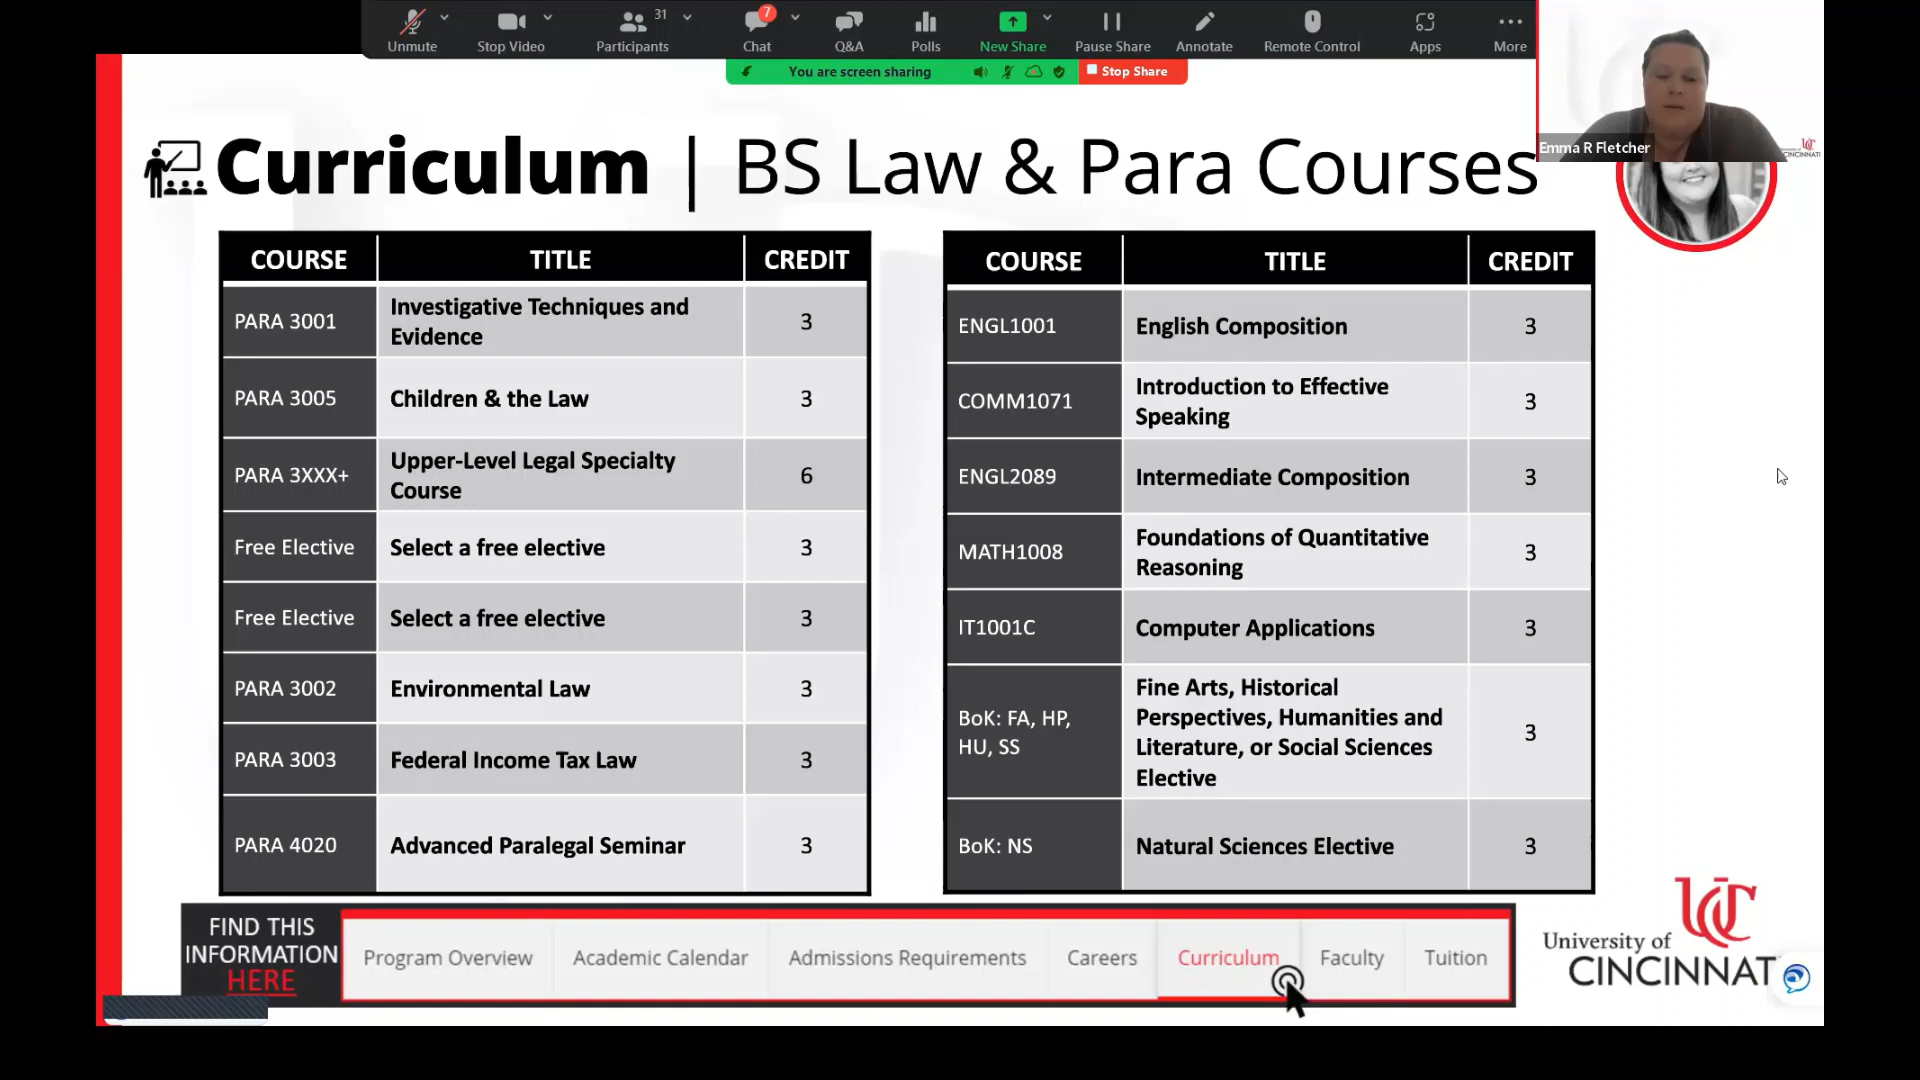 31
7
Unmute
Stop Video
Participants
Chat
Q&A
Polls
New Share
Pause Share
Annotate
Remote Control
Apps
More
You are screen sharing
Stop Share
Emma R Fletcher
CINCINNATI
Curriculum | BS Law & Para Courses
COURSE TITLE CREDIT
PARA 3001 Investigative Techniques and
Evidence 3
PARA 3005 Children & the Law 3
PARA 3XXX+ Upper-Level Legal Specialty
Course 6
Free Elective Select a free elective 3
Free Elective Select a free elective 3
PARA 3002 Environmental Law 3
PARA 3003 Federal Income Tax Law 3
PARA 4020 Advanced Paralegal Seminar 3
COURSE TITLE CREDIT
ENGL1001 English Composition 3
COMM1071 Introduction to Effective
Speaking 3
ENGL2089 Intermediate Composition 3
MATH1008 Foundations of Quantitative
Reasoning 3
IT1001C Computer Applications 3
BoK: FA, HP,
HU, SS
Fine Arts, Historical
Perspectives, Humanities and
Literature, or Social Sciences
Elective
3
BoK: NS Natural Sciences Elective 3
FIND THIS
INFORMATION
HERE
Program Overview
Academic Calendar
Admissions Requirements
Careers
Curriculum
Faculty
Tuition
UC
University of
CINCINNAT